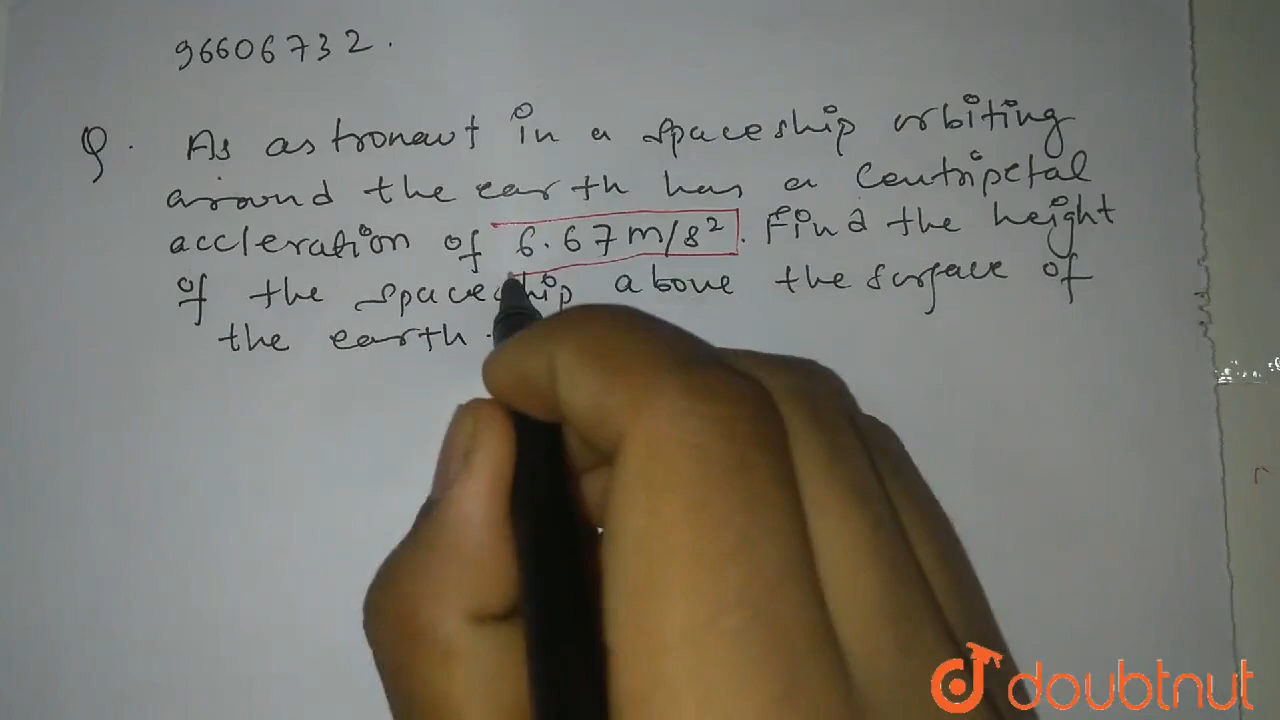 96606732.
Q. As astronaut in a spaceship orbiting
around the earth has a centripetal
accleration of 6.67m/s². Find the height
of the spaceship above the surface of
the earth.
doubtnut